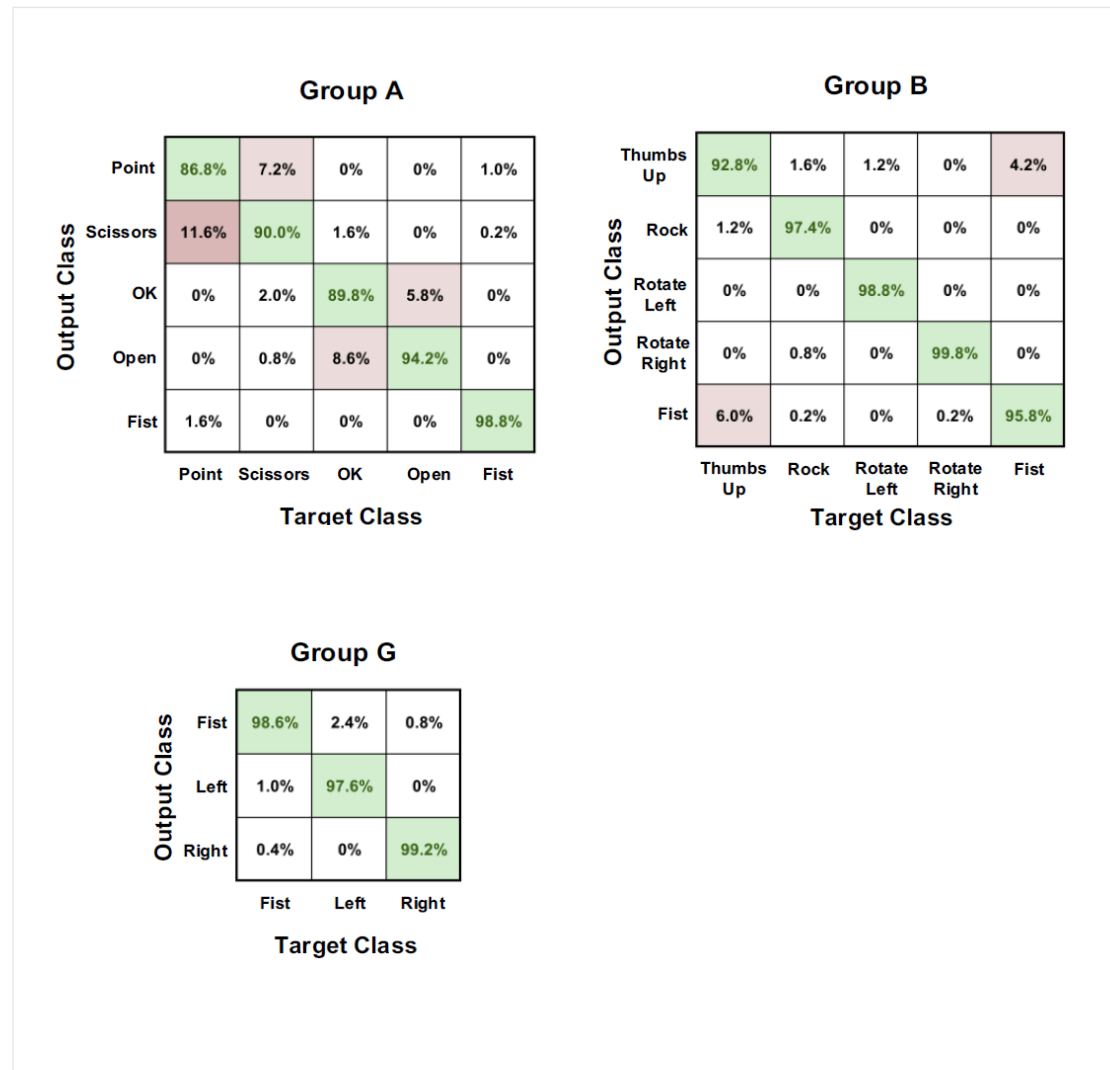 Group A
Point 86.8% 7.2% 0% 0% 1.0%
Scissors 11.6% 90.0% 1.6% 0% 0.2%
OK 0% 2.0% 89.8% 5.8% 0%
Open 0% 0.8% 8.6% 94.2% 0%
Fist 1.6% 0% 0% 0% 98.8%
Output Class
Point Scissors OK Open Fist
Target Class
Group B
Thumbs
Up
92.8% 1.6% 1.2% 0% 4.2%
Rock 1.2% 97.4% 0% 0% 0%
Rotate
Left
0% 0% 98.8% 0% 0%
Rotate
Right
0% 0.8% 0% 99.8% 0%
Fist 6.0% 0.2% 0% 0.2% 95.8%
Output Class
Thumbs Rock Rotate Rotate Fist
Up Left Right
Target Class
Group G
Fist 98.6% 2.4% 0.8%
Left 1.0% 97.6% 0%
Right 0.4% 0% 99.2%
Output Class
Fist Left Right
Target Class